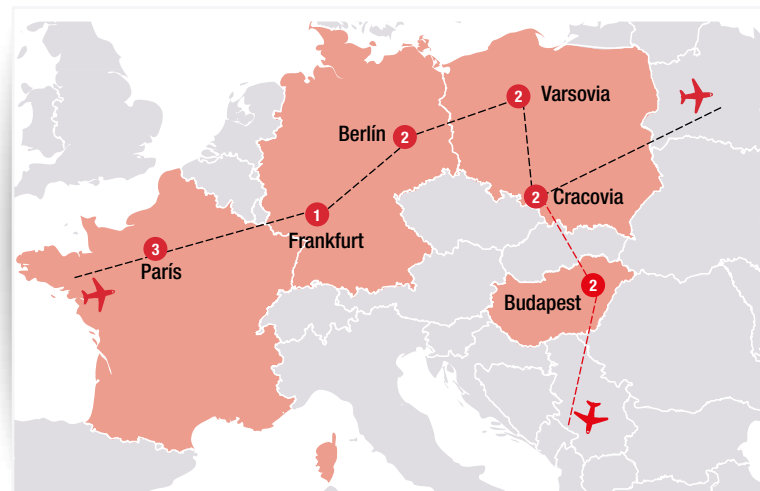 2 Varsovia
Berlín 2
2 Cracovia
1
Frankfurt
3
París
Budapest 2